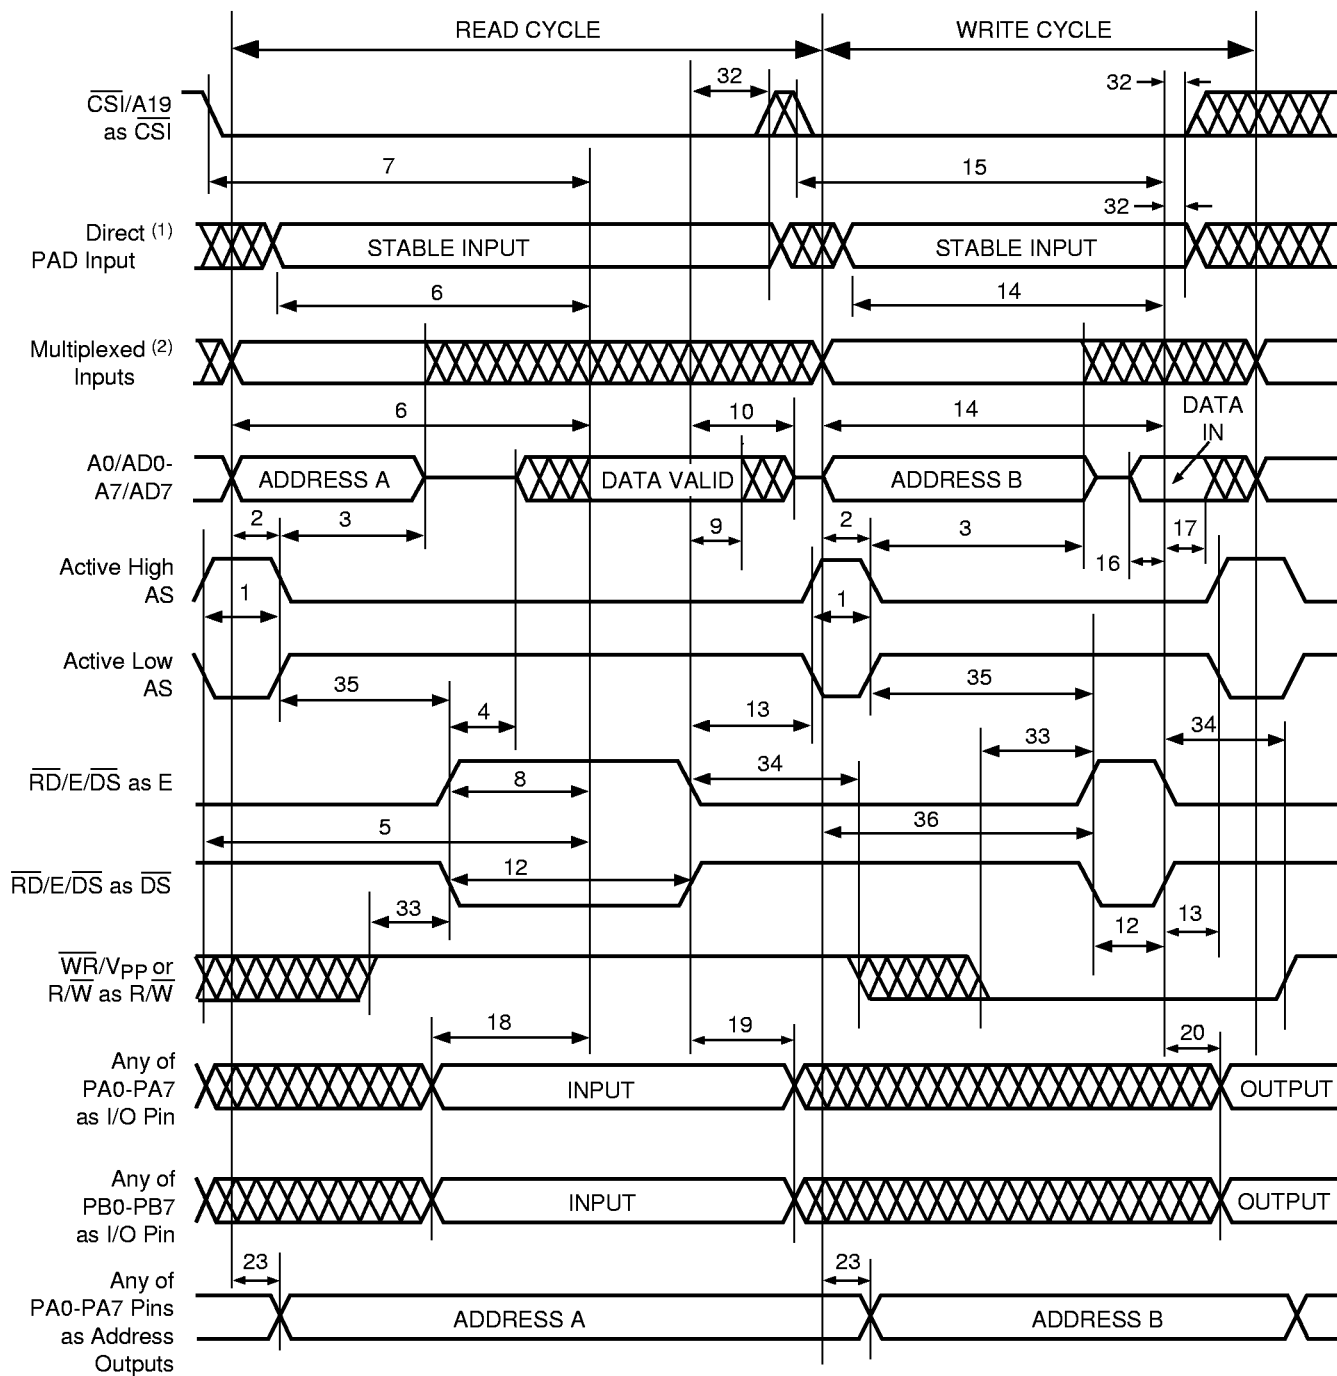 READ CYCLE WRITE CYCLE
32 32
CSI/A19
as CSI
7 15
32
Direct (1)
PAD Input
STABLE INPUT STABLE INPUT
6 14
Multiplexed (2)
Inputs
6 10 14 DATA
IN
A0/AD0-
A7/AD7
ADDRESS A DATA VALID ADDRESS B
2 3 9 2 3 17
16
Active High
AS
1 1
Active Low
AS
35 4 13 35 34
33
RD/E/DS as E
8 34
5 36
RD/E/DS as DS
12
33 12 13
WR/VPP or
R/W as R/W
18 19 20
Any of
PA0-PA7
as I/O Pin
INPUT OUTPUT
Any of
PB0-PB7
as I/O Pin
INPUT OUTPUT
23 23
Any of
PA0-PA7 Pins
as Address
Outputs
ADDRESS A ADDRESS B